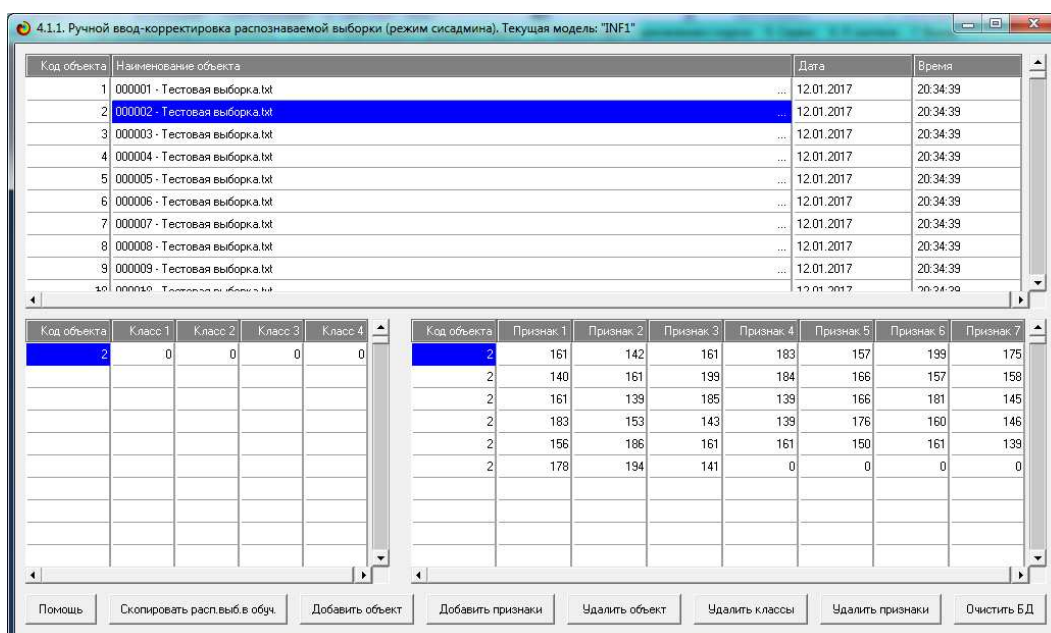 4.1.1. Ручной ввод-корректировка распознаваемой выборки (режим сисадмина). Текущая модель: "INF1"
Код объекта Наименование объекта Дата Время
1 000001 - Тестовая выборка.txt ... 12.01.2017 20:34:39
2 000002 - Тестовая выборка.txt ... 12.01.2017 20:34:39
3 000003 - Тестовая выборка.txt ... 12.01.2017 20:34:39
4 000004 - Тестовая выборка.txt ... 12.01.2017 20:34:39
5 000005 - Тестовая выборка.txt ... 12.01.2017 20:34:39
6 000006 - Тестовая выборка.txt ... 12.01.2017 20:34:39
7 000007 - Тестовая выборка.txt ... 12.01.2017 20:34:39
8 000008 - Тестовая выборка.txt ... 12.01.2017 20:34:39
9 000009 - Тестовая выборка.txt ... 12.01.2017 20:34:39
Код объекта Класс 1 Класс 2 Класс 3 Класс 4
2 0 0 0 0
Код объекта Признак 1 Признак 2 Признак 3 Признак 4 Признак 5 Признак 6 Признак 7
2 161 142 161 183 157 199 175
2 140 161 199 184 166 157 158
2 161 139 185 139 166 181 145
2 183 153 143 139 176 160 146
2 156 186 161 161 150 161 139
2 178 194 141 0 0 0 0
Помощь Скопировать расп.выб.в обуч. Добавить объект Добавить признаки Удалить объект Удалить классы Удалить признаки Очистить БД